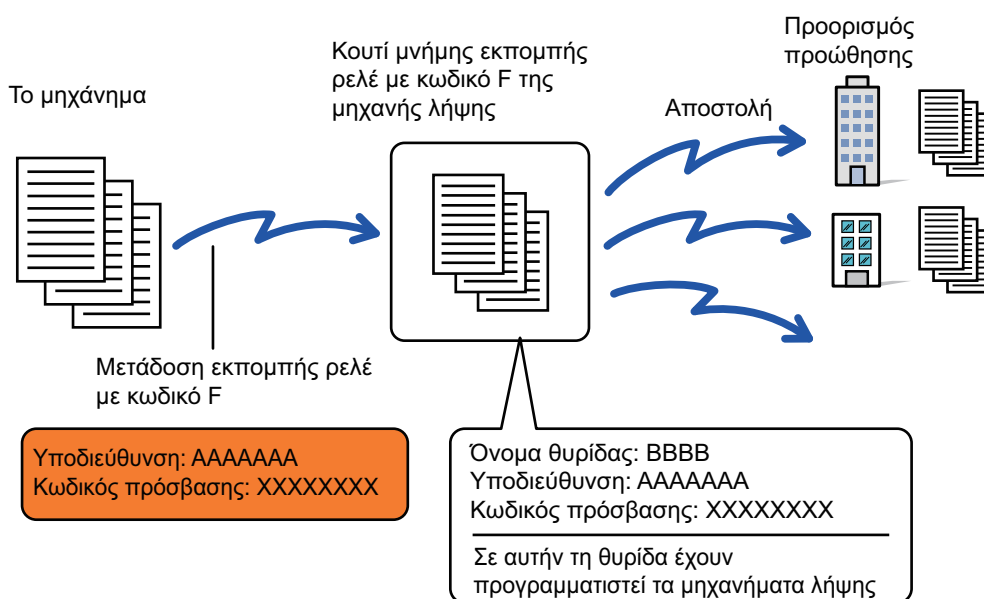 Το μηχάνημα
Κουτί μνήμης εκπομπής
ρελέ με κωδικό F της
μηχανής λήψης
Αποστολή
Προορισμός
προώθησης
Μετάδοση εκπομπής ρελέ
με κωδικό F
Υποδιεύθυνση: AAAAAAA
Κωδικός πρόσβασης: XXXXXXXX
Όνομα θυρίδας: BBBB
Υποδιεύθυνση: AAAAAAA
Κωδικός πρόσβασης: XXXXXXXX
Σε αυτήν τη θυρίδα έχουν
προγραμματιστεί τα μηχανήματα λήψης